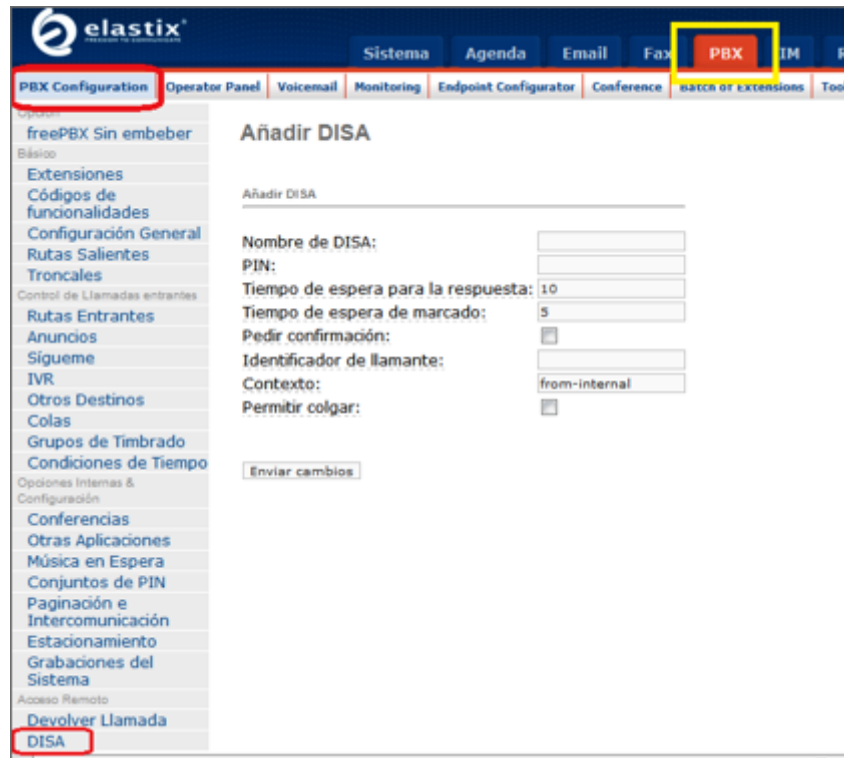 elastix
FREEDOM TO COMMUNICATE
Sistema Agenda Email Fax PBX IM
PBX Configuration Operator Panel Voicemail Monitoring Endpoint Configurator Conference Batch of Extensions
Opción
freePBX Sin embeber
Básico
Extensiones
Códigos de
funcionalidades
Configuración General
Rutas Salientes
Troncales
Control de Llamadas entrantes
Rutas Entrantes
Anuncios
Sígueme
IVR
Otros Destinos
Colas
Grupos de Timbrado
Condiciones de Tiempo
Opciones Internas &
Configuración
Conferencias
Otras Aplicaciones
Música en Espera
Conjuntos de PIN
Paginación e
Intercomunicación
Estacionamiento
Grabaciones del
Sistema
Acceso Remoto
Devolver Llamada
DISA
Añadir DISA
Añadir DISA
Nombre de DISA:
PIN:
Tiempo de espera para la respuesta: 10
Tiempo de espera de marcado: 5
Pedir confirmación:
Identificador de llamante:
Contexto: from-internal
Permitir colgar:
Enviar cambios